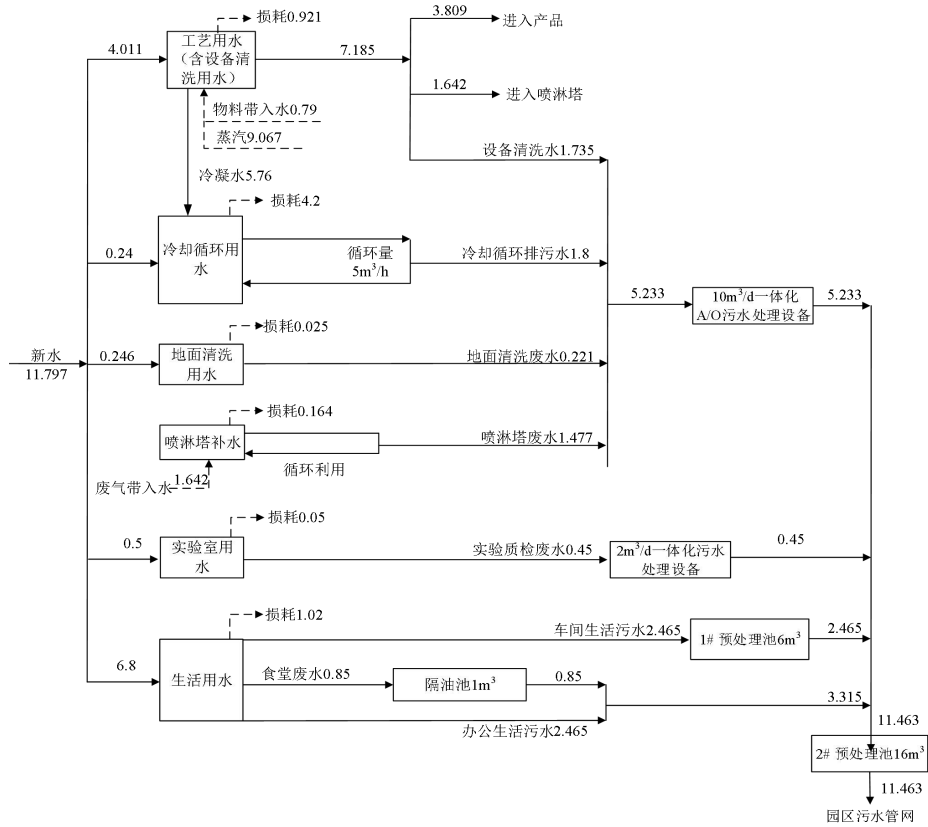 损耗0.921
3.809
进入产品
4.011
工艺用水
（含设备清
洗用水）
7.185
1.642
进入喷淋塔
物料带入水0.79
蒸汽9.067
设备清洗水1.735
冷凝水5.76
损耗4.2
0.24
冷却循环用
水
循环量
5m³/h
冷却循环排污水1.8
5.233
10m³/d一体化
A/O污水处理设备
5.233
损耗0.025
新水
11.797
0.246
地面清洗
用水
地面清洗废水0.221
损耗0.164
喷淋塔补水
喷淋塔废水1.477
循环利用
废气带入水
1.642
损耗0.05
0.5
实验室用
水
实验质检废水0.45
2m³/d一体化污水
处理设备
0.45
损耗1.02
车间生活污水2.465
1# 预处理池6m³
2.465
6.8
生活用水
食堂废水0.85
隔油池1m³
0.85
3.315
办公生活污水2.465
11.463
2# 预处理池16m³
11.463
园区污水管网